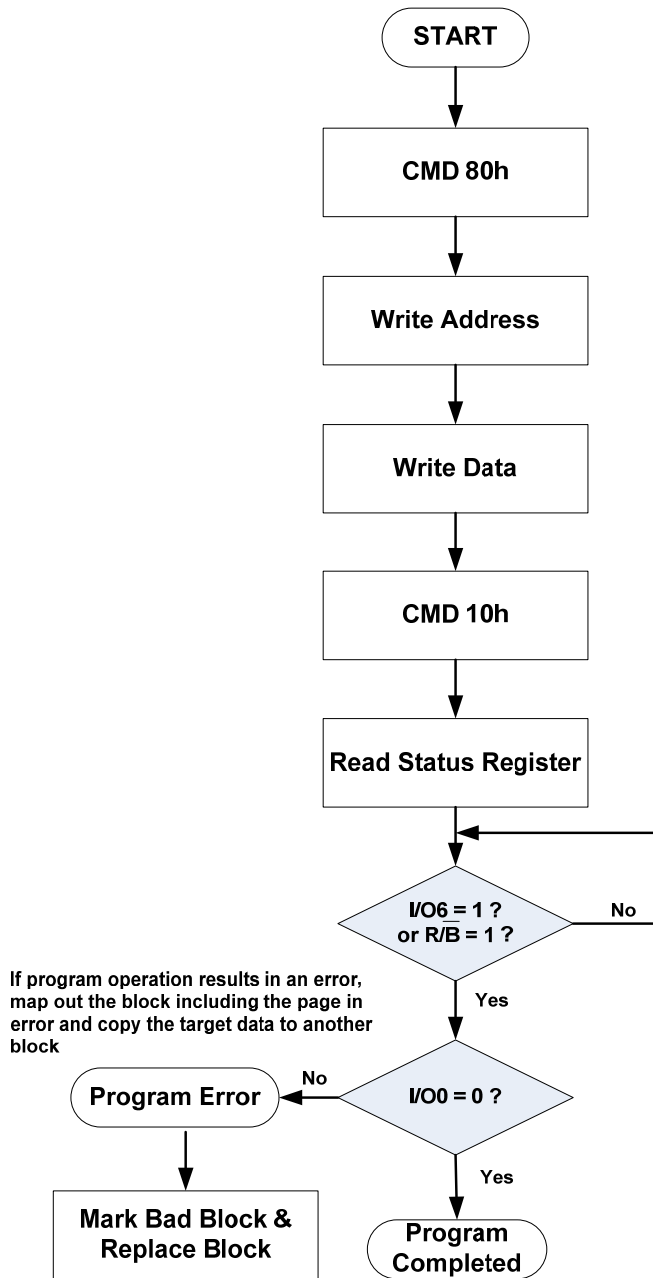 START
CMD 80h
Write Address
Write Data
CMD 10h
Read Status Register
I/O6 = 1 ?
or R/B̅ = 1 ?
No
Yes
If program operation results in an error,
map out the block including the page in
error and copy the target data to another
block
I/O0 = 0 ?
No
Program Error
Yes
Mark Bad Block &
Replace Block
Program
Completed